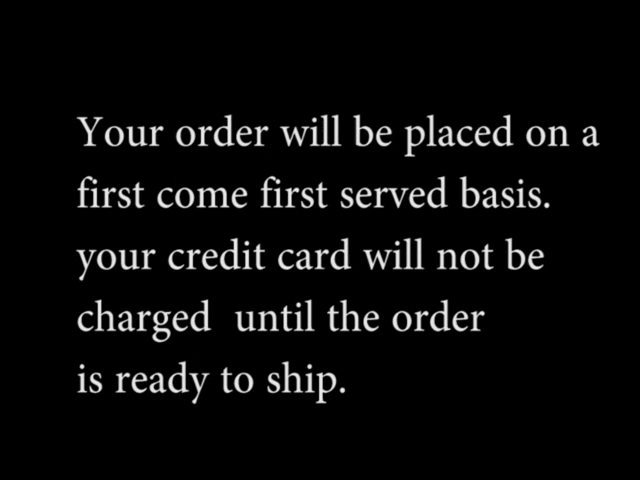 Your order will be placed on a
first come first served basis.
your credit card will not be
charged  until the order
is ready to ship.